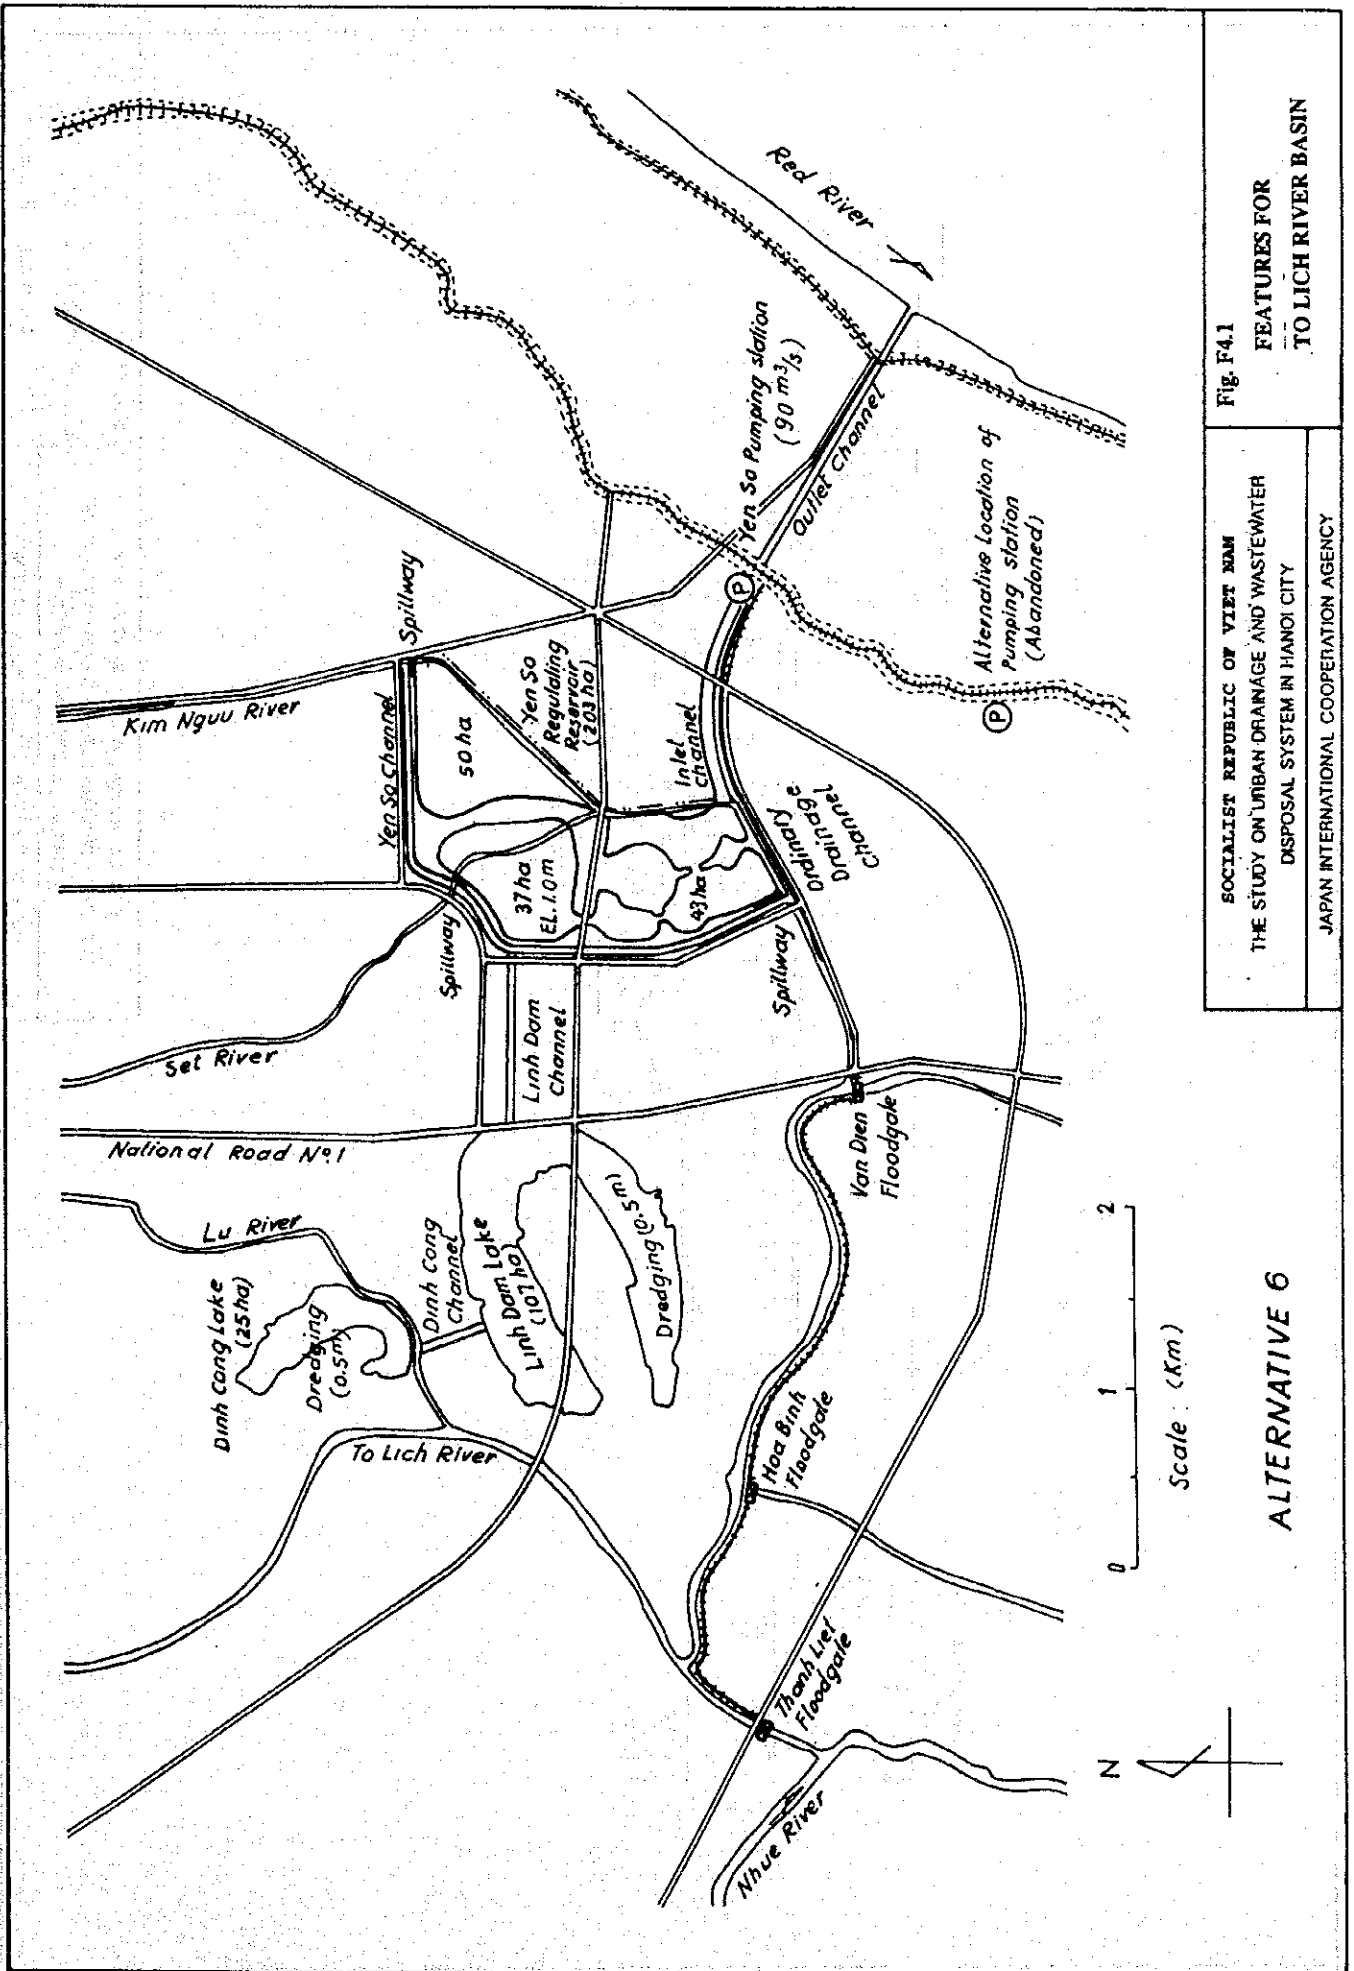 Red River
Yen So Pumping station
(90 m³/s)
Outlet Channel
Alternative Location of
Pumping station
(Abandoned)
P
P
Spillway
Kim Nguu River
Yen So Channel
50 ha
Yen So
Regulating
Reservoir
(203 ha)
Inlet
Channel
37 ha
EL. 1.0 m
43 ha
Ordinary
Drainage
Channel
Spillway
Spillway
Set River
Linh Dam
Channel
National Road Nº.1
Van Dien
Floodgate
Lu River
Dinh Cong Lake
(25 ha)
Dredging
(0.5m)
Dinh Cong
Channel
Linh Dam Lake
(107 ha)
Dredging (0.5m)
To Lich River
Hoa Binh
Floodgate
Thanh Liet
Floodgate
Nhue River
N
0 1 2
Scale : (Km)
ALTERNATIVE 6
SOCIALIST REPUBLIC OF VIET NAM
THE STUDY ON URBAN DRAINAGE AND WASTEWATER
DISPOSAL SYSTEM IN HANOI CITY
JAPAN INTERNATIONAL COOPERATION AGENCY
Fig. F4.1
FEATURES FOR
TO LICH RIVER BASIN